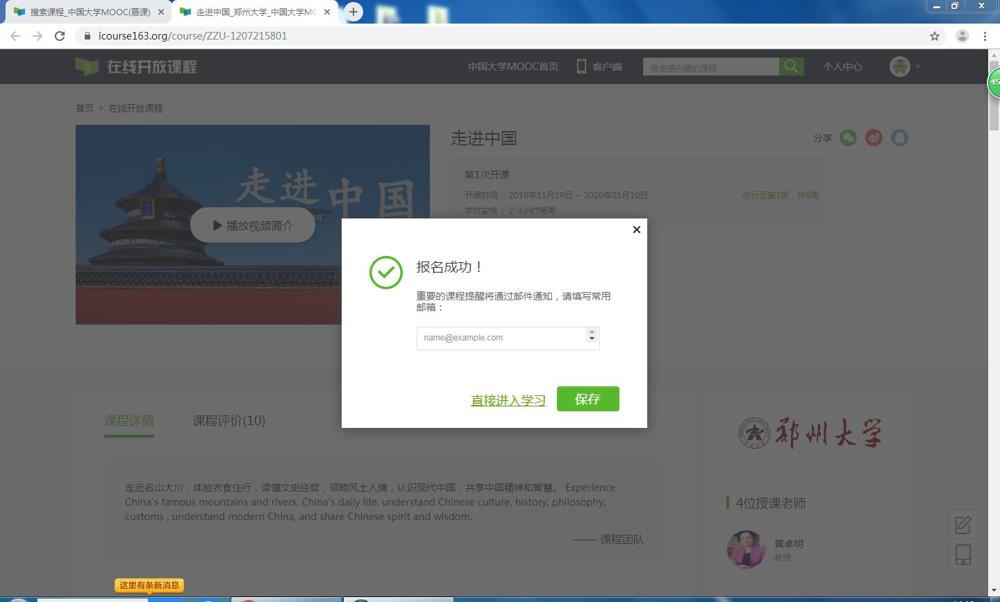 搜索课程_中国大学MOOC(慕课)
走进中国_郑州大学_中国大学MO
icourse163.org/course/ZZU-1207215801
在线开放课程
中国大学MOOC首页
客户端
搜索感兴趣的课程
个人中心
45
首页 > 在线开放课程
走进中国
播放视频简介
走进中国
分享
第1次开课
开课时间： 2019年11月19日 ~ 2020年01月10日
进行至第1周，共8周
学时安排： 2-3小时每周
报名成功！
重要的课程提醒将通过邮件通知，请填写常用
邮箱：
name@example.com
直接进入学习
保存
课程详情
课程评价(10)
郑州大学
走近名山大川，体验衣食住行，读懂文史经哲，领略风土人情，认识现代中国，共享中国精神和智慧。 Experience
China's famous mountains and rivers, China's daily life, understand Chinese culture, history, philosophy,
customs , understand modern China, and share Chinese spirit and wisdom.
—— 课程团队
4位授课老师
黄卓明
教授
这里有条新消息